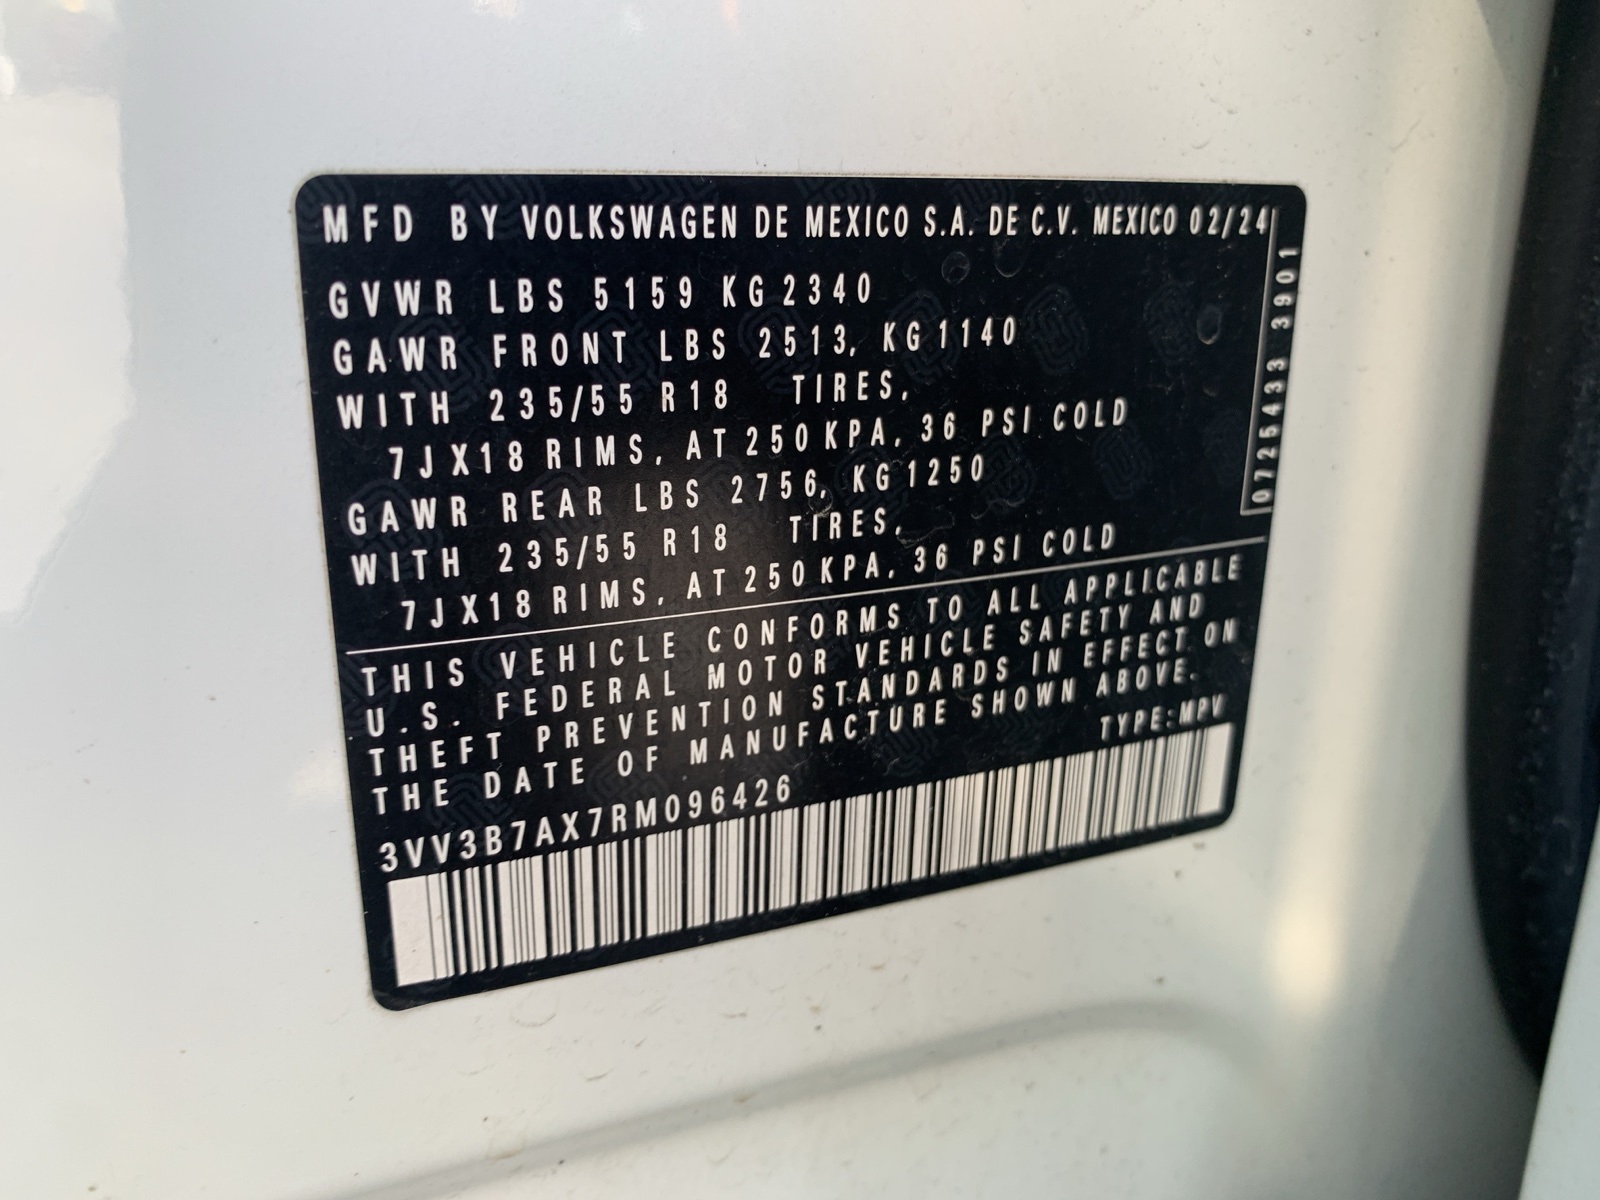 MFD BY VOLKSWAGEN DE MEXICO S.A. DE C.V. MEXICO 02/24
GVWR LBS 5159 KG 2340
GAWR FRONT LBS 2513, KG 1140
WITH 235/55 R18 TIRES,
7JX18 RIMS, AT 250 KPA, 36 PSI COLD
GAWR REAR LBS 2756, KG 1250
WITH 235/55 R18 TIRES,
7JX18 RIMS, AT 250 KPA, 36 PSI COLD
0725433 3901
THIS VEHICLE CONFORMS TO ALL APPLICABLE
U.S. FEDERAL MOTOR VEHICLE SAFETY AND
THEFT PREVENTION STANDARDS IN EFFECT ON
THE DATE OF MANUFACTURE SHOWN ABOVE.
TYPE:MPV
3VV3B7AX7RM096426